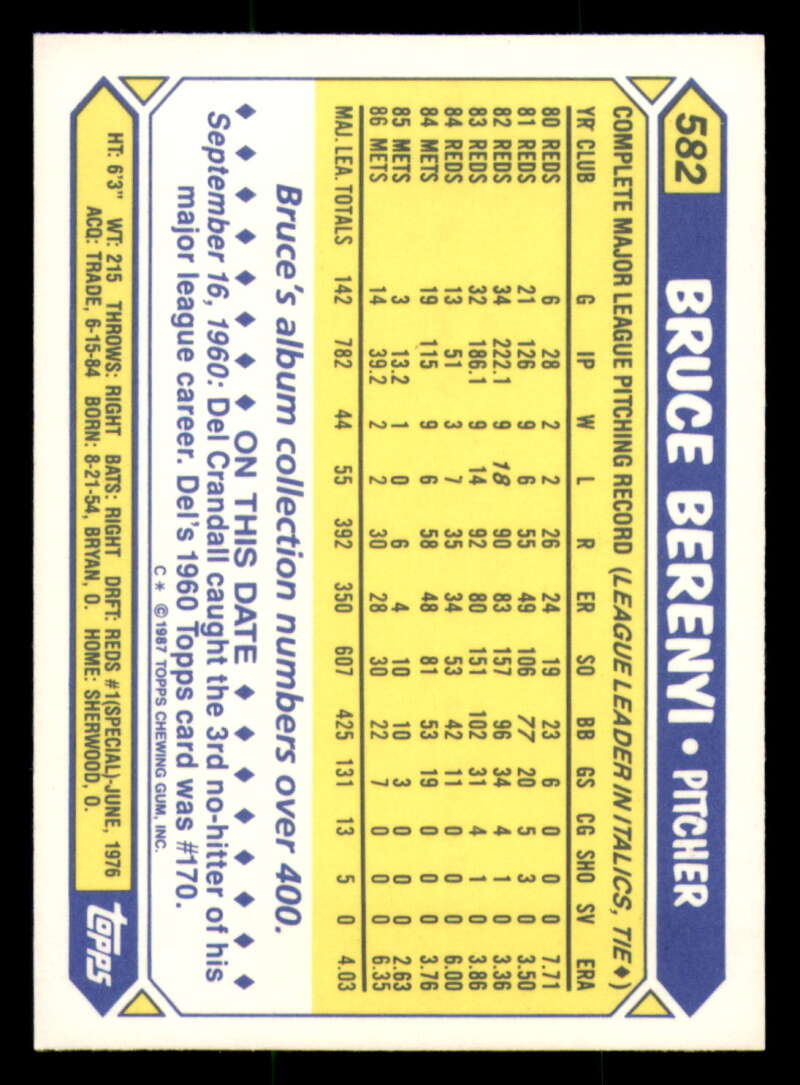 582 BRUCE BERENYI • PITCHER
COMPLETE MAJOR LEAGUE PITCHING RECORD (LEAGUE LEADER IN ITALICS, TIE♦)
YR CLUB G IP W L R ER SO BB GS CG SHO SV ERA
80 REDS 6 28 2 2 26 24 19 23 6 0 0 0 7.71
81 REDS 21 126 9 6 55 49 106 77 20 5 3 0 3.50
82 REDS 34 222.1 9 18 90 83 157 96 34 4 1 0 3.36
83 REDS 32 186.1 9 14 92 80 151 102 31 4 1 0 3.86
84 REDS 13 51 3 7 35 34 53 42 11 0 0 0 6.00
84 METS 19 115 9 6 58 48 81 53 19 0 0 0 3.76
85 METS 3 13.2 1 0 6 4 10 10 3 0 0 0 2.63
86 METS 14 39.2 2 2 30 28 30 22 7 0 0 0 6.35
MAJ. LEA. TOTALS 142 782 44 55 392 350 607 425 131 13 5 0 4.03
Bruce's album collection numbers over 400.
♦ ♦ ♦ ♦ ♦ ♦ ♦ ♦ ON THIS DATE ♦ ♦ ♦ ♦ ♦ ♦ ♦ ♦
September 16, 1960: Del Crandall caught the 3rd no-hitter of his
major league career. Del's 1960 Topps card was #170.
C* ©1987 TOPPS CHEWING GUM, INC.
HT: 6'3" WT: 215 THROWS: RIGHT BATS: RIGHT DRFT: REDS #1(SPECIAL)-JUNE, 1976
ACQ: TRADE, 6-15-84 BORN: 8-21-54, BRYAN, O. HOME: SHERWOOD, O.
topps